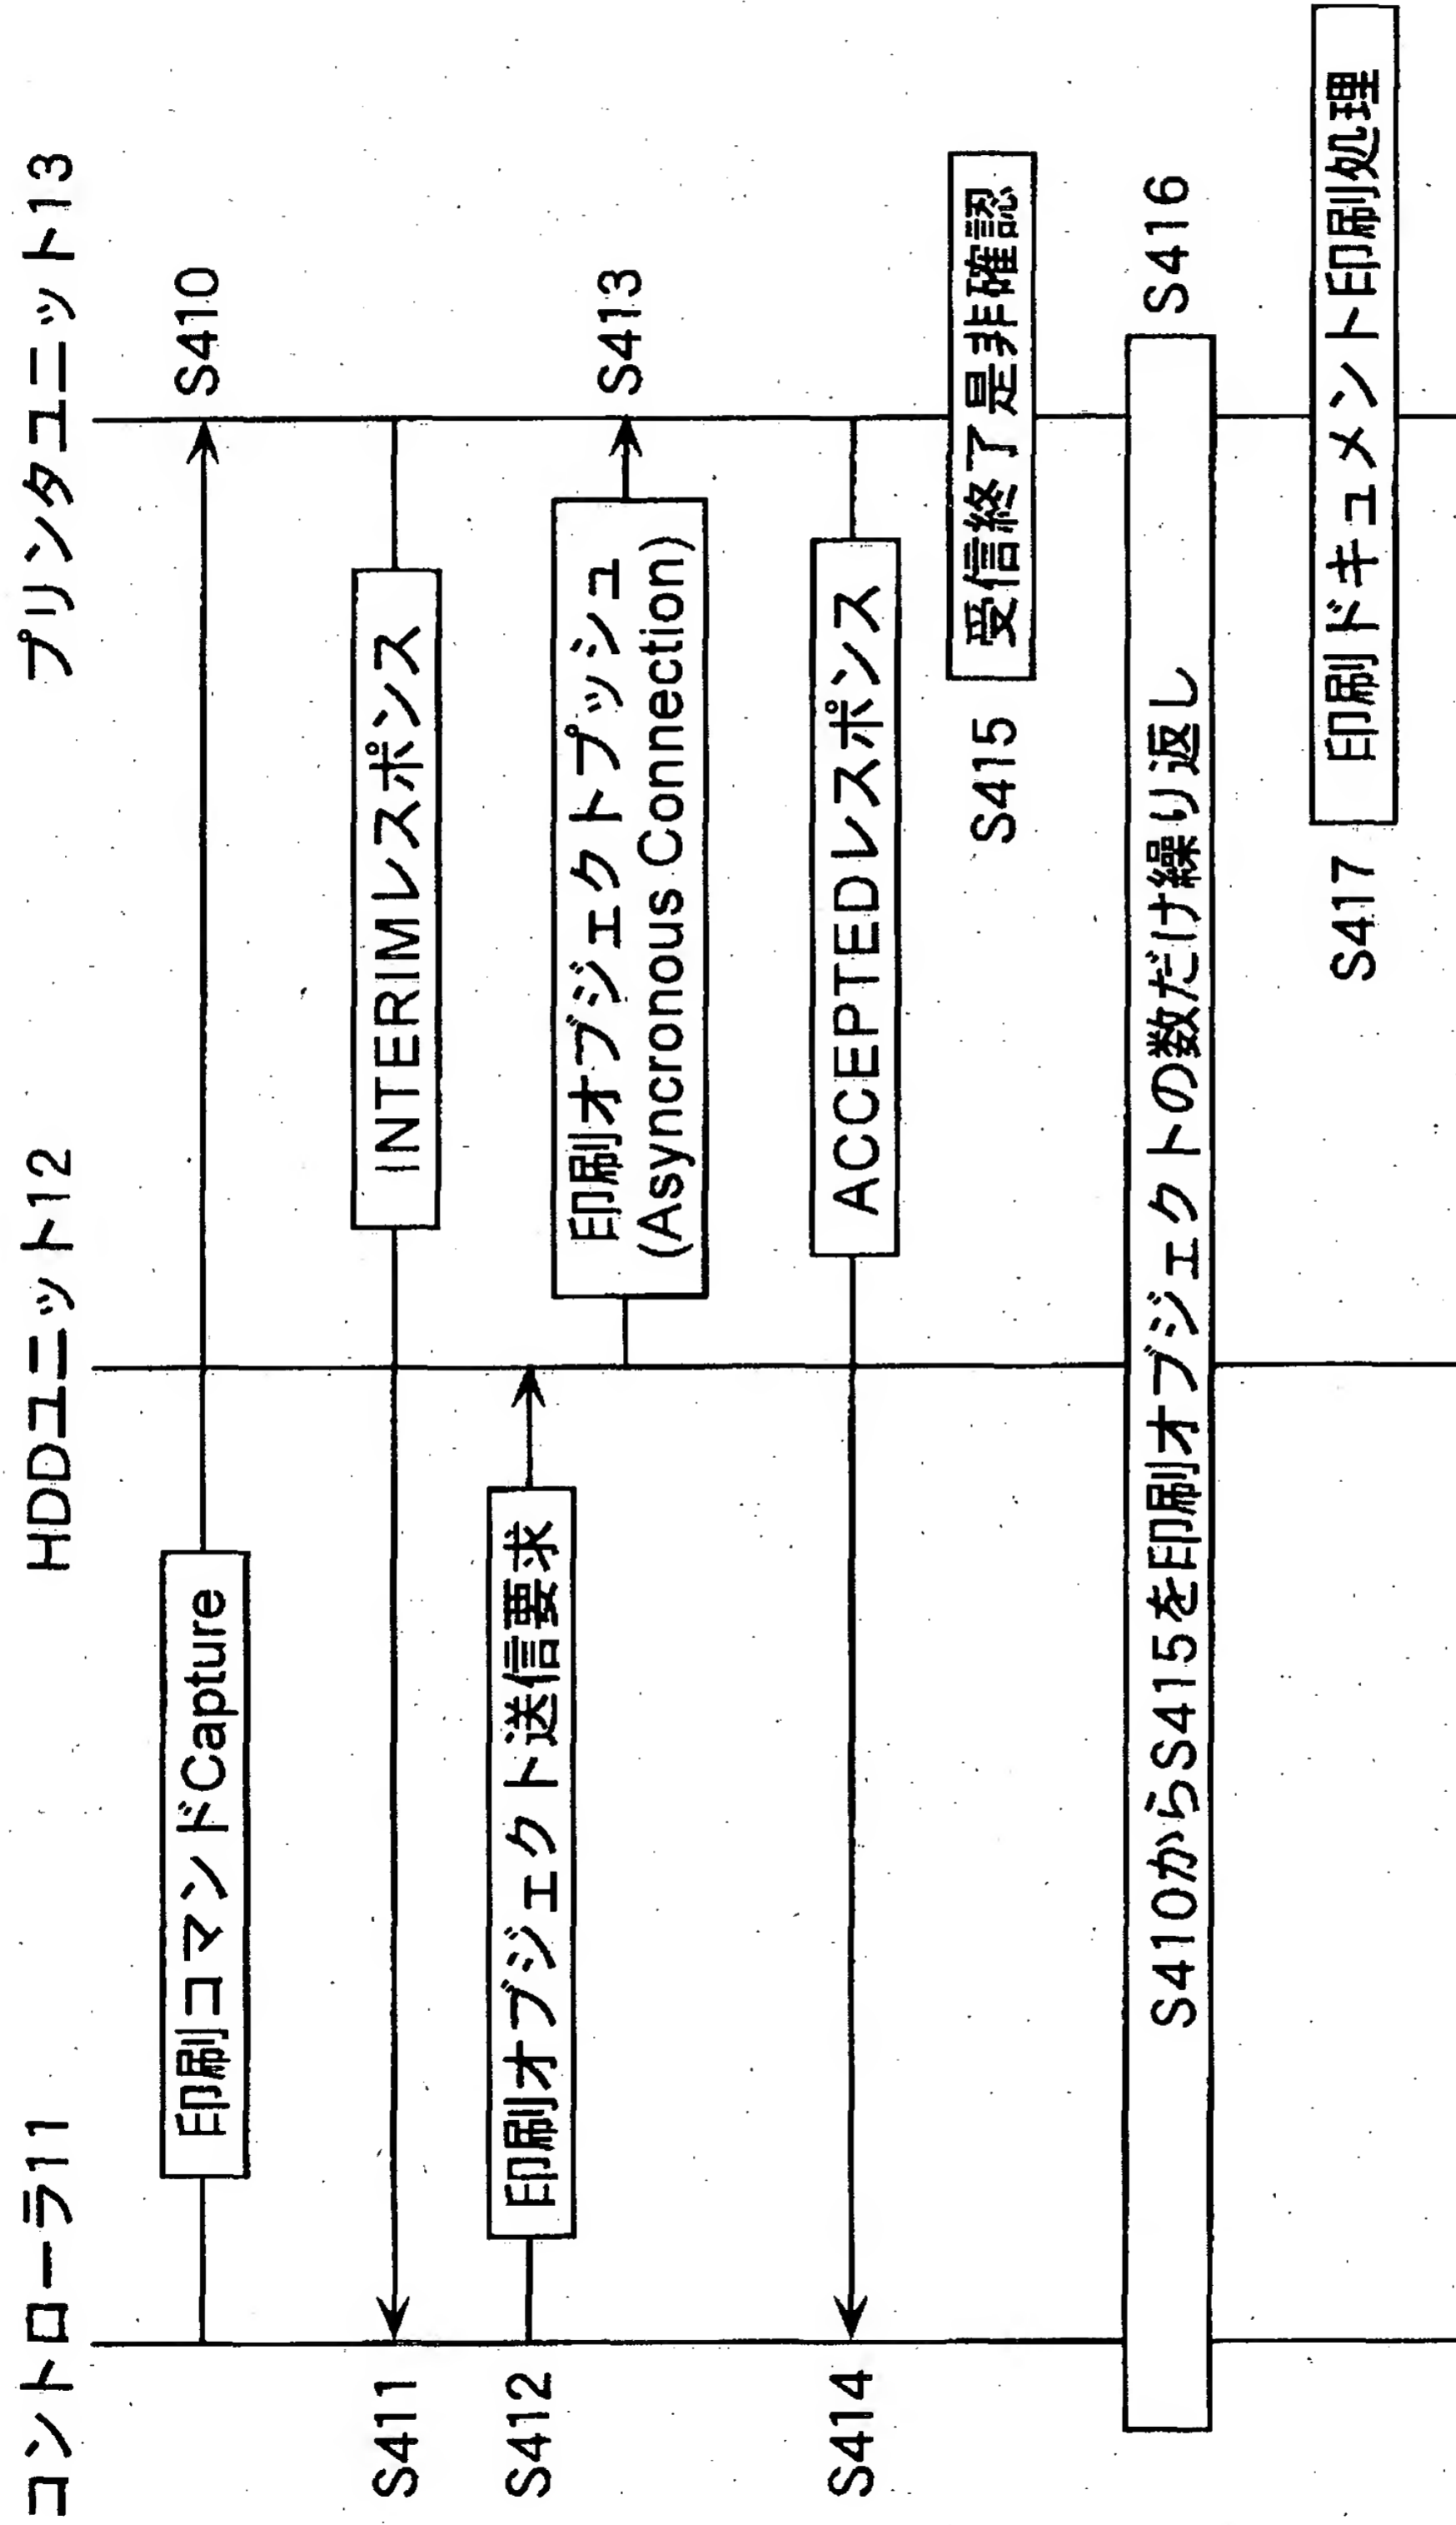 コントローラ11
HDDユニット12
プリンタユニット13
印刷コマンドCapture
S410
S411
INTERIMレスポンス
S412
印刷オブジェクト送信要求
印刷オブジェクトプッシュ
(Asyncronous Connection)
S413
S414
ACCEPTEDレスポンス
S415
受信終了是非確認
S410からS415を印刷オブジェクトの数だけ繰り返し
S416
S417
印刷ドキュメント印刷処理